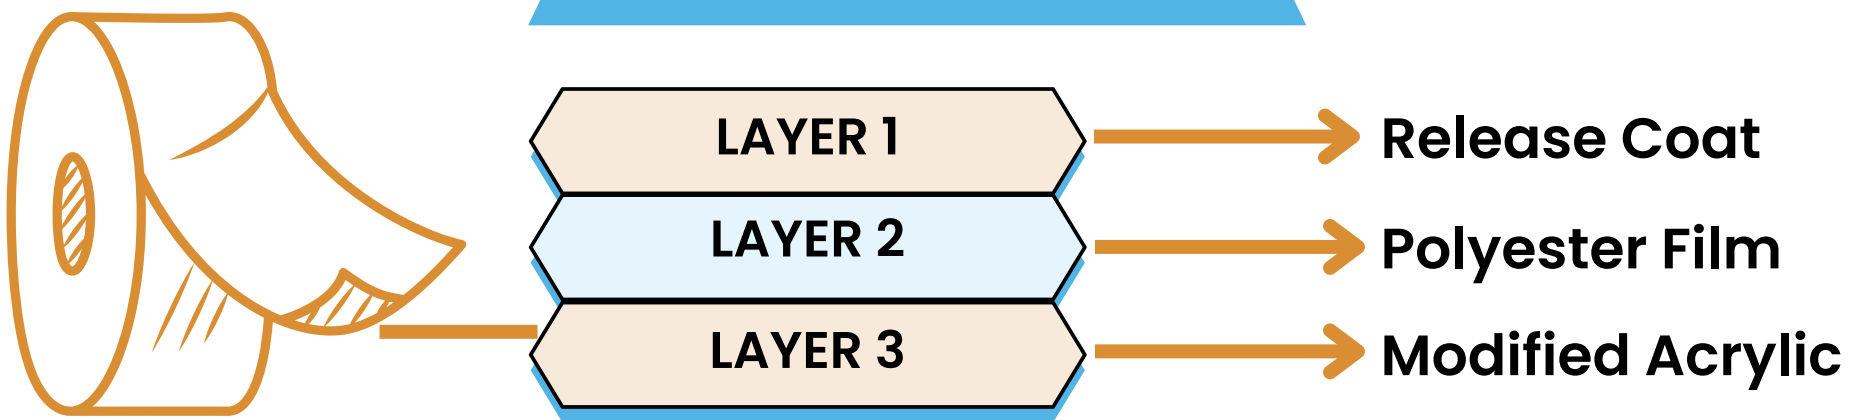 LAYER 1
Release Coat
LAYER 2
Polyester Film
LAYER 3
Modified Acrylic